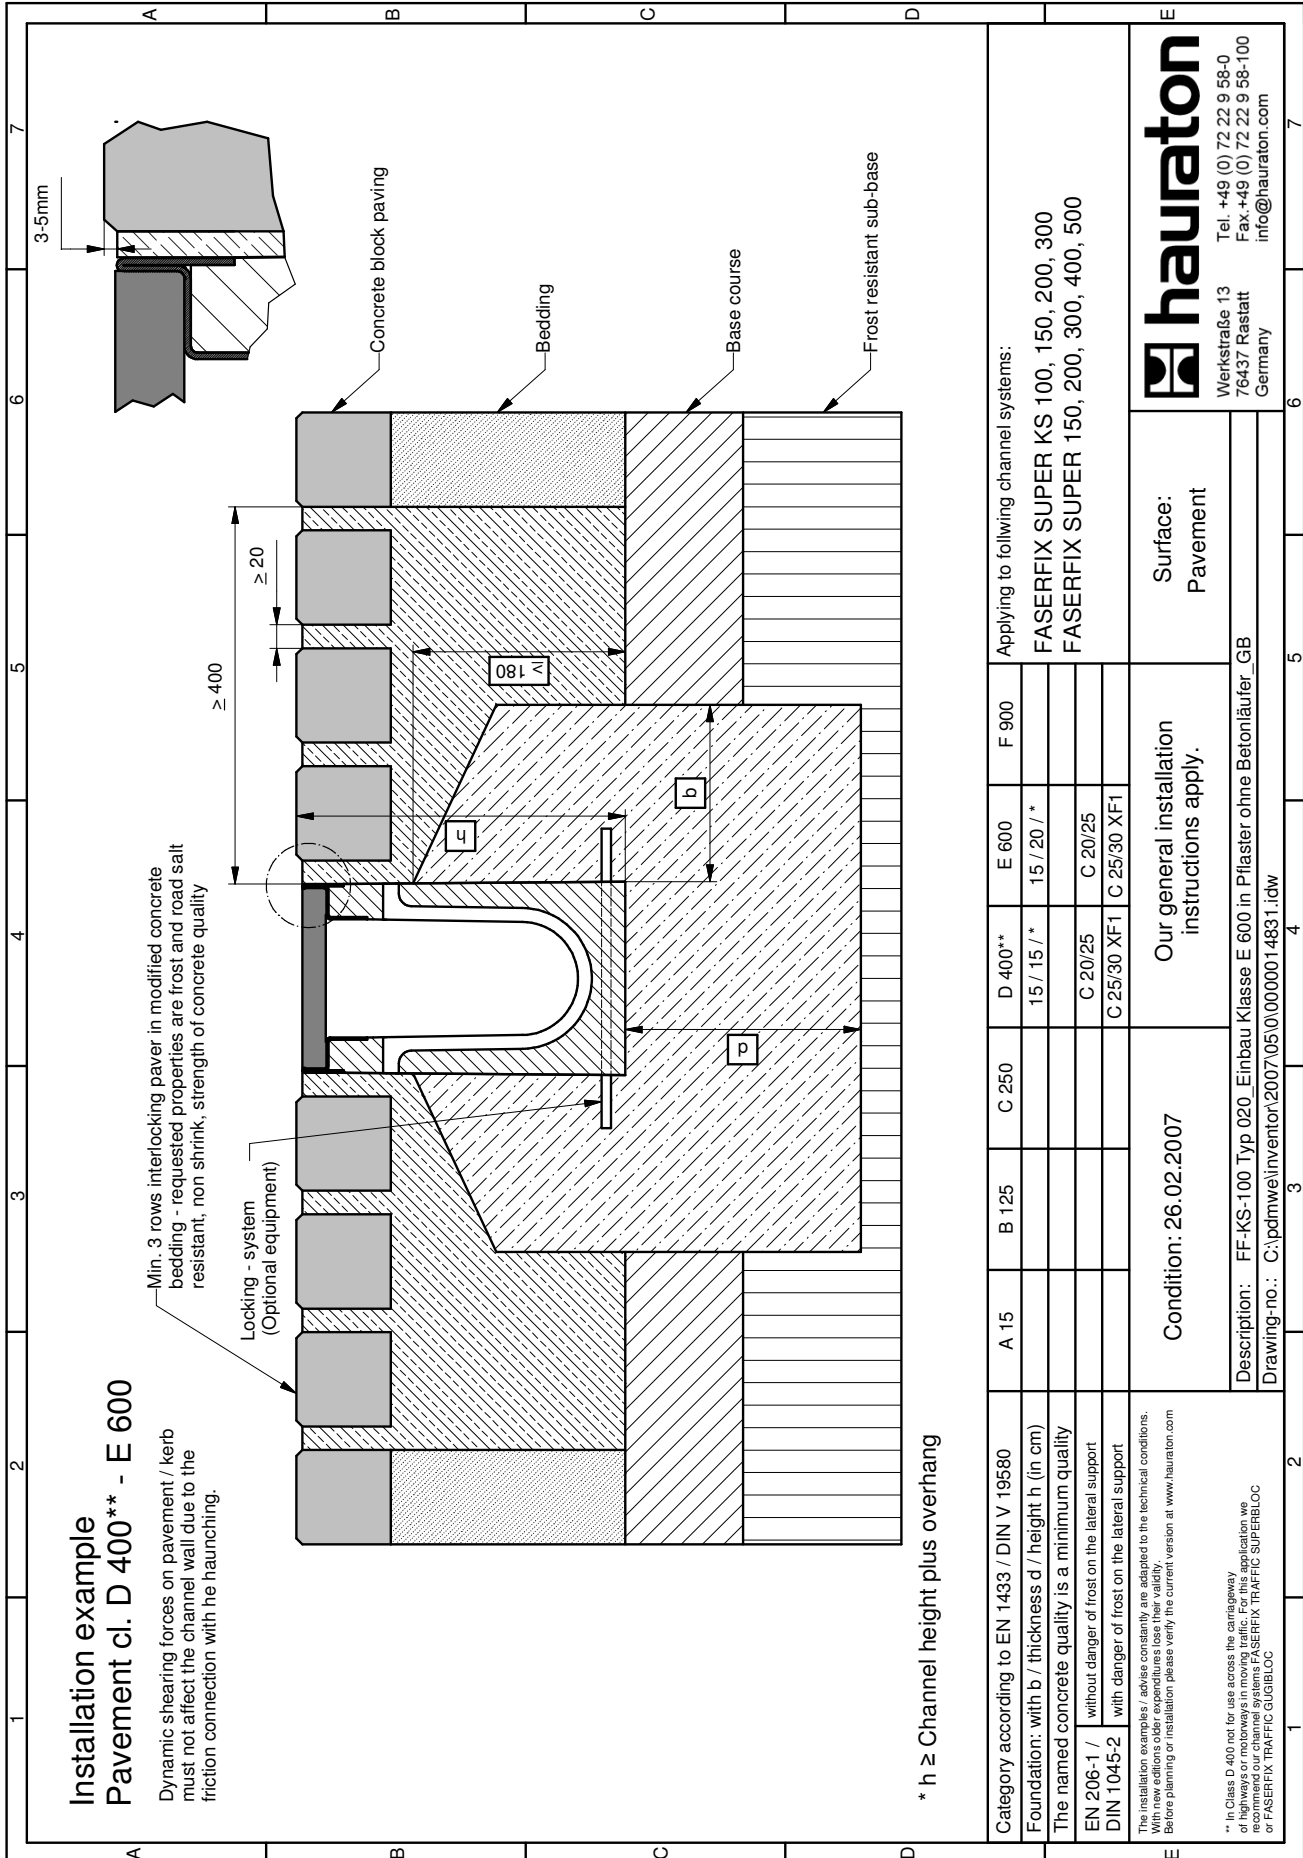 1 2 3 4 5 6 7
A
B
C
D
E
Installation example
Pavement cl. D 400** - E 600
Dynamic shearing forces on pavement / kerb
must not affect the channel wall due to the
friction connection with he haunching.
Min. 3 rows interlocking paver in modified concrete
bedding - requested properties are frost and road salt
resistant, non shrink, strength of concrete quality
Locking - system
(Optional equipment)
3-5mm
≥ 400
≥ 20
≥ 180
h
b
d
Concrete block paving
Bedding
Base course
Frost resistant sub-base
* h ≥ Channel height plus overhang
Category according to EN 1433 / DIN V 19580 A 15 B 125 C 250 D 400** E 600 F 900
Foundation: with b / thickness d / height h (in cm) 15 / 15 / * 15 / 20 / *
The named concrete quality is a minimum quality
EN 206-1 /
DIN 1045-2
without danger of frost on the lateral support C 20/25 C 20/25
with danger of frost on the lateral support C 25/30 XF1 C 25/30 XF1
Applying to follwing channel systems:
FASERFIX SUPER KS 100, 150, 200, 300
FASERFIX SUPER 150, 200, 300, 400, 500
The installation examples / advise constantly are adapted to the technical conditions.
With new editions older expenditures lose their validity.
Before planning or installation please verify the current version at www.hauraton.com
** In Class D 400 not for use across the carriageway
of highways or motorways in moving traffic. For this application we
recommend our channel systems FASERFIX TRAFFIC SUPERBLOC
or FASERFIX TRAFFIC GUGIBLOC
Condition: 26.02.2007
Our general installation
instructions apply.
Surface:
Pavement
Description: FF-KS-100 Typ 020_Einbau Klasse E 600 in Pflaster ohne Betonläufer_GB
Drawing-no.: C:\pdmwe\inventor\2007\05\0\0000014831.idw
hauraton
Werkstraße 13
76437 Rastatt
Germany
Tel. +49 (0) 72 22 9 58-0
Fax.+49 (0) 72 22 9 58-100
info@hauraton.com
A
B
C
D
E
1 2 3 4 5 6 7